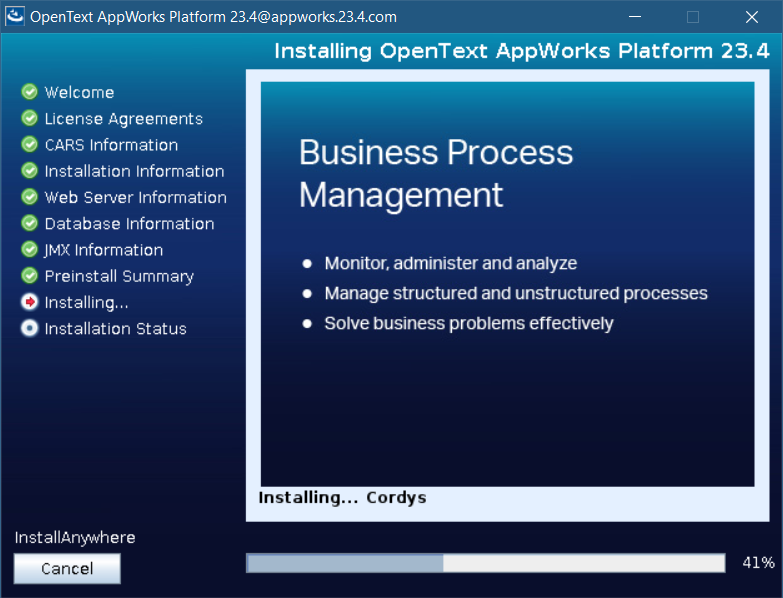 OpenText AppWorks Platform 23.4@appworks.23.4.com
Installing OpenText AppWorks Platform 23.4
Welcome
License Agreements
CARS Information
Installation Information
Web Server Information
Database Information
JMX Information
Preinstall Summary
Installing...
Installation Status
Business Process
Management
• Monitor, administer and analyze
• Manage structured and unstructured processes
• Solve business problems effectively
Installing... Cordys
InstallAnywhere
Cancel
41%